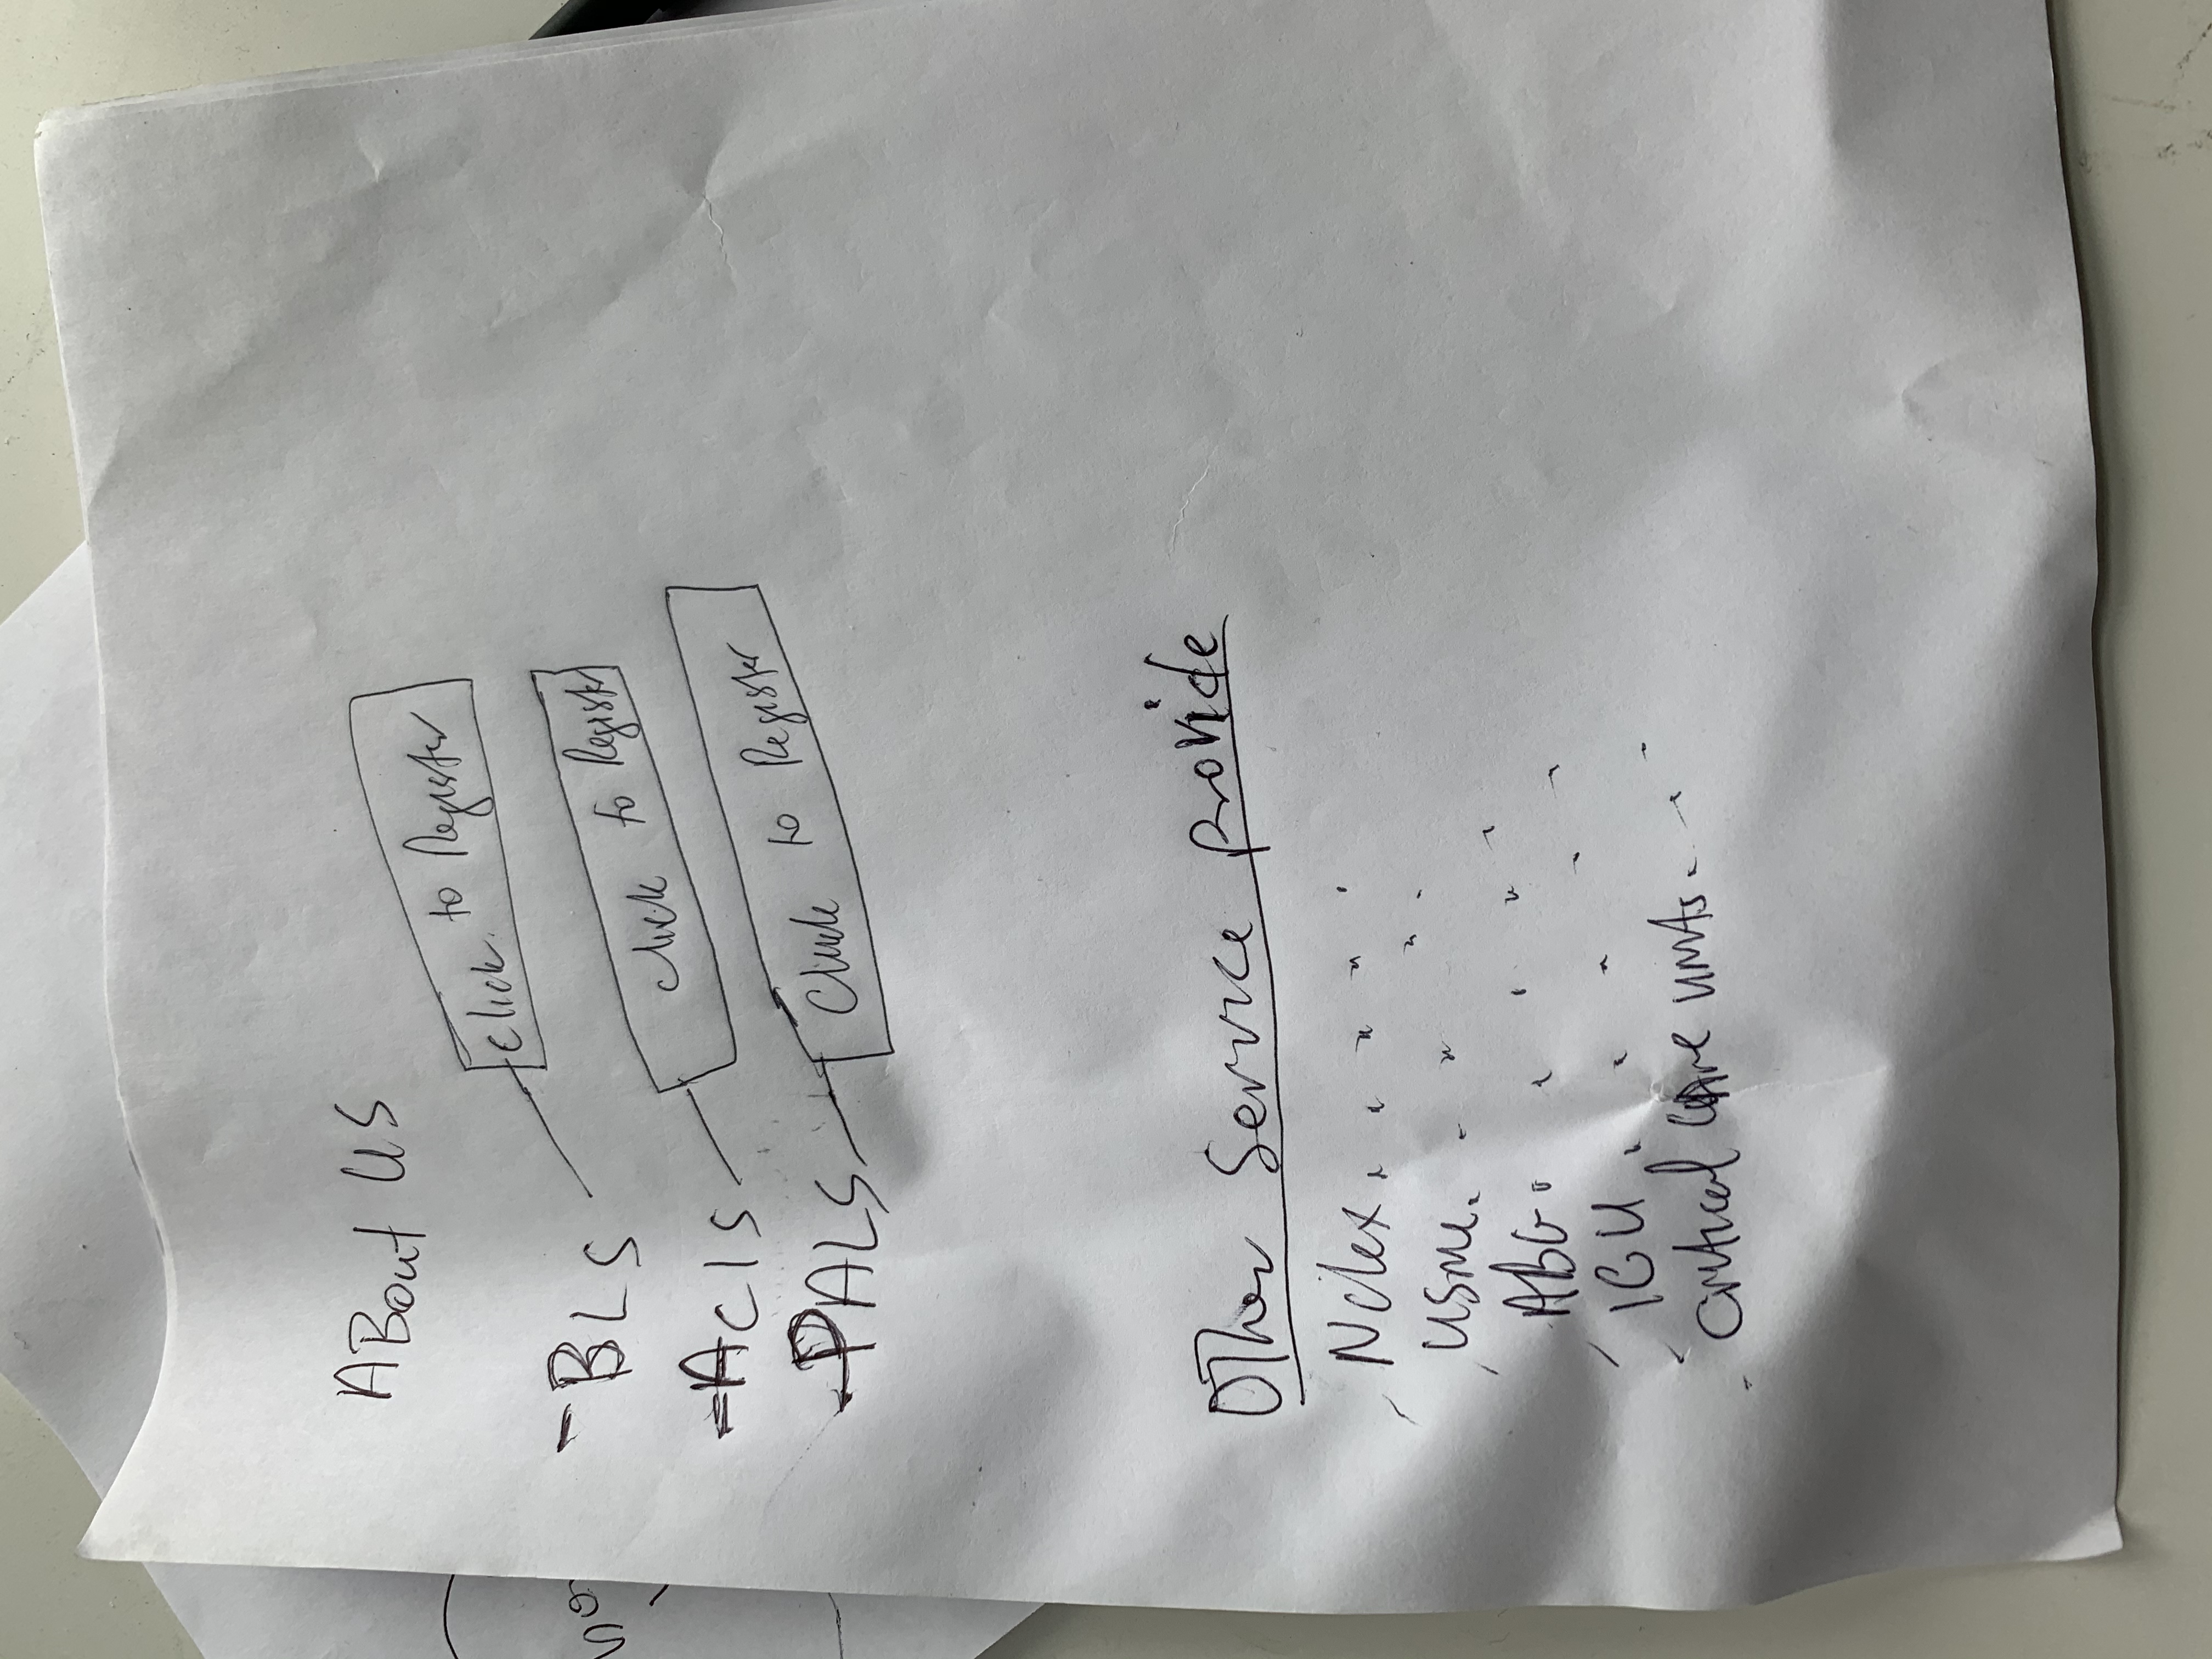 ABout US
Click to Register
- BLS
Click to Register
- ACLS
Click to Register
- PALS
Other Service Provide
- Nclex . . . . .
- USMLE. . . . .
- ABG . . . . .
- ICU . . . . .
- Critical Care units. . . .
no